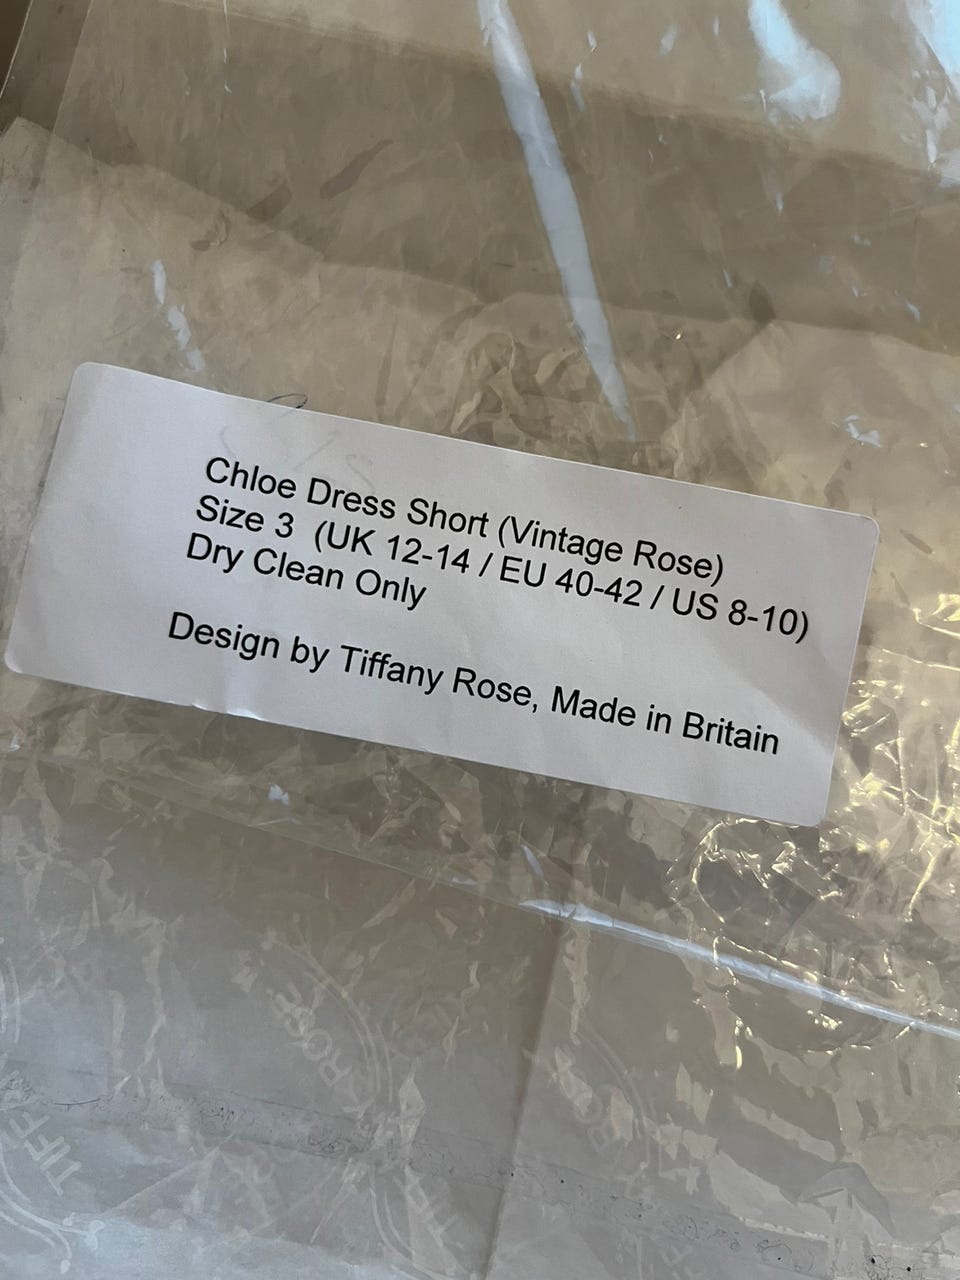 Chloe Dress Short (Vintage Rose)
Size 3  (UK 12-14 / EU 40-42 / US 8-10)
Dry Clean Only
Design by Tiffany Rose, Made in Britain